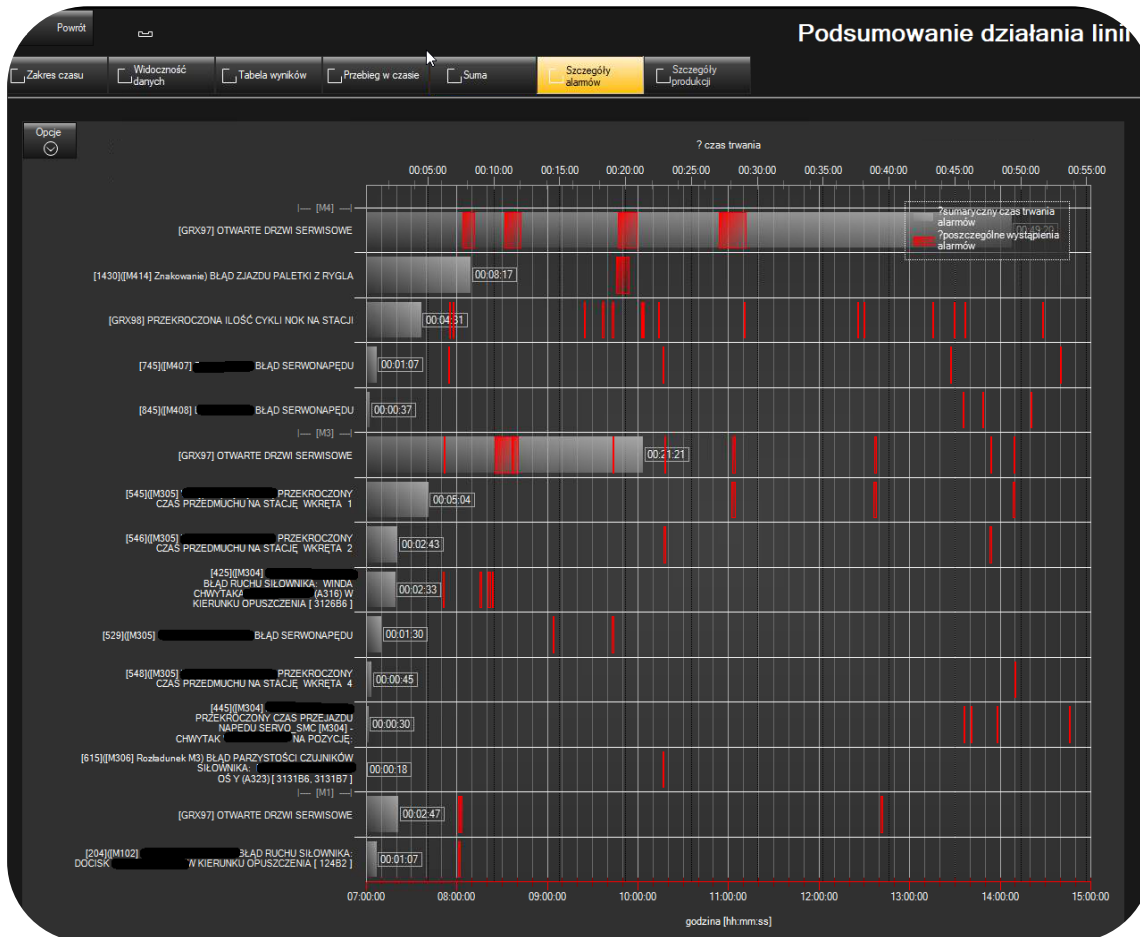 Powrót
Podsumowanie działania linii
Zakres czasu
Widoczność
danych
Tabela wyników
Przebieg w czasie
Suma
Szczegóły
alarmów
Szczegóły
produkcji
Opcje
? czas trwania
00:05:00 00:10:00 00:15:00 00:20:00 00:25:00 00:30:00 00:35:00 00:40:00 00:45:00 00:50:00 00:55:00
?sumaryczny czas trwania
alarmów
?poszczególne wystąpienia
alarmów
|— [M4] —|
[GRX97] OTWARTE DRZWI SERWISOWE
00:49:20
[1430]([M414] Znakowanie) BŁĄD ZJAZDU PALETKI Z RYGLA
00:08:17
[GRX98] PRZEKROCZONA ILOŚĆ CYKLI NOK NA STACJI
00:04:31
[745]([M407] BŁĄD SERWONAPĘDU
00:01:07
[845]([M408] BŁĄD SERWONAPĘDU
00:00:37
|— [M3] —|
[GRX97] OTWARTE DRZWI SERWISOWE
00:21:21
[545]([M305] PRZEKROCZONY
CZAS PRZEDMUCHU NA STACJĘ WKRĘTA 1
00:05:04
[546]([M305] PRZEKROCZONY
CZAS PRZEDMUCHU NA STACJĘ WKRĘTA 2
00:02:43
[425]([M304]
BŁĄD RUCHU SIŁOWNIKA: WINDA
CHWYTAKA (A316) W
KIERUNKU OPUSZCZENIA [ 3126B6 ]
00:02:33
[529]([M305] BŁĄD SERWONAPĘDU
00:01:30
[548]([M305] PRZEKROCZONY
CZAS PRZEDMUCHU NA STACJĘ WKRĘTA 4
00:00:45
[445]([M304]
PRZEKROCZONY CZAS PRZEJAZDU
NAPEDU SERVO_SMC [M304] -
CHWYTAK NA POZYCJĘ:
00:00:30
[615]([M306] Rozładunek M3) BŁĄD PARZYSTOŚCI CZUJNIKÓW
SIŁOWNIKA:
OŚ Y (A323) [ 3131B6, 3131B7 ]
00:00:18
|— [M1] —|
[GRX97] OTWARTE DRZWI SERWISOWE
00:02:47
[204]([M102] BŁĄD RUCHU SIŁOWNIKA:
DOCISK W KIERUNKU OPUSZCZENIA [ 124B2 ]
00:01:07
07:00:00 08:00:00 09:00:00 10:00:00 11:00:00 12:00:00 13:00:00 14:00:00 15:00:00
godzina [hh:mm:ss]